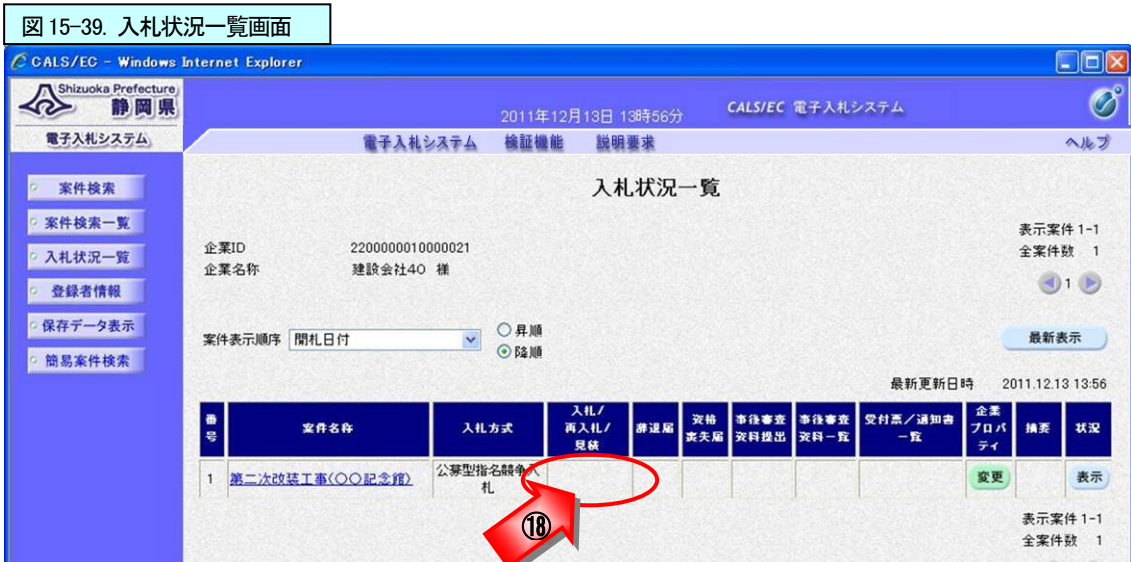 図 15-39. 入札状況一覧画面
CALS/EC - Windows Internet Explorer
Shizuoka Prefecture
静岡県
電子入札システム
2011年12月13日 13時56分
CALS/EC 電子入札システム
電子入札システム 検証機能 説明要求 ヘルプ
案件検索
案件検索一覧
入札状況一覧
登録者情報
保存データ表示
簡易案件検索
入札状況一覧
表示案件 1-1
全案件数 1
1
企業ID 2200000010000021
企業名称 建設会社40 様
案件表示順序 開札日付
昇順
降順
最新表示
最新更新日時 2011.12.13 13:56
番号 案件名称 入札方式 入札/再入札/見積 辞退届 資格喪失届 事後審査資料提出 事後審査資料一覧 受付票/通知書一覧 企業プロパティ 摘要 状況
1 第二次改装工事(〇〇記念館) 公募型指名競争入札 変更 表示
⑱
表示案件 1-1
全案件数 1